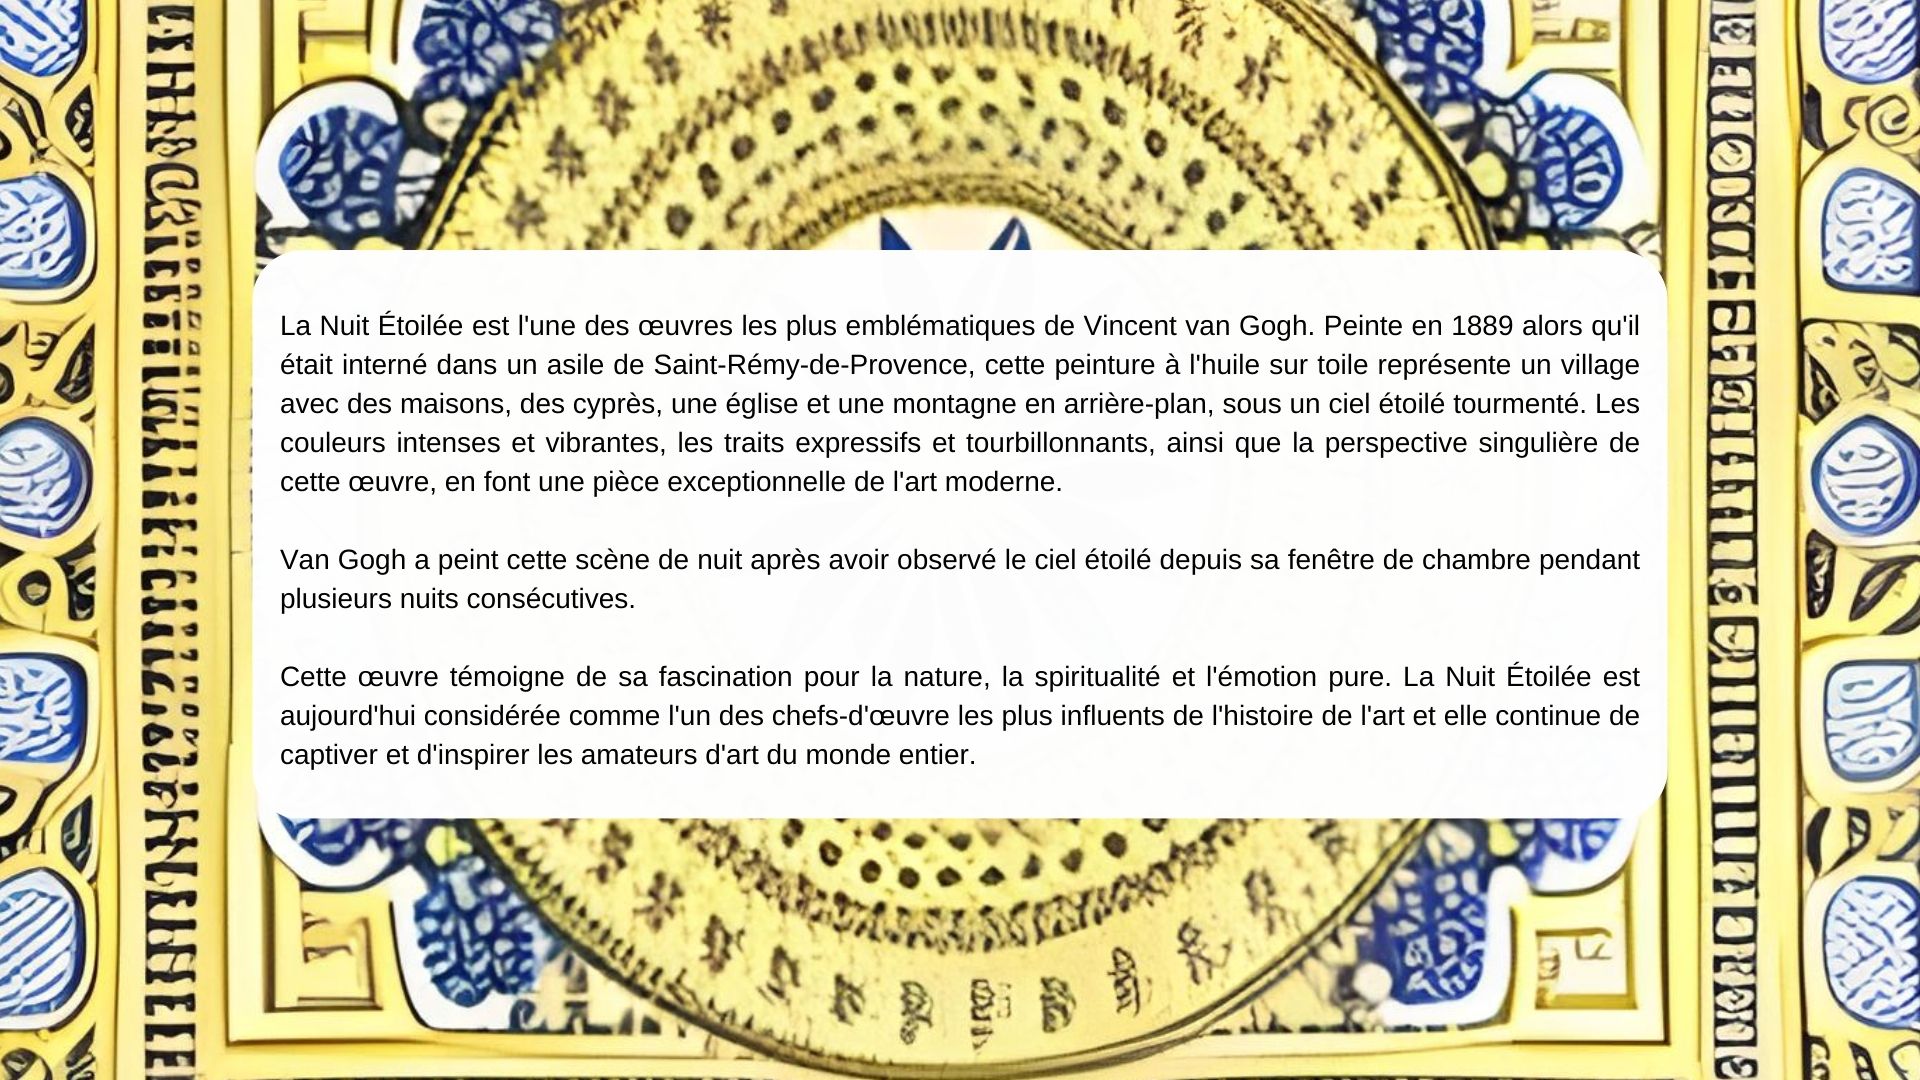 La Nuit Étoilée est l'une des œuvres les plus emblématiques de Vincent van Gogh. Peinte en 1889 alors qu'il
était interné dans un asile de Saint-Rémy-de-Provence, cette peinture à l'huile sur toile représente un village
avec des maisons, des cyprès, une église et une montagne en arrière-plan, sous un ciel étoilé tourmenté. Les
couleurs intenses et vibrantes, les traits expressifs et tourbillonnants, ainsi que la perspective singulière de
cette œuvre, en font une pièce exceptionnelle de l'art moderne.
Van Gogh a peint cette scène de nuit après avoir observé le ciel étoilé depuis sa fenêtre de chambre pendant
plusieurs nuits consécutives.
Cette œuvre témoigne de sa fascination pour la nature, la spiritualité et l'émotion pure. La Nuit Étoilée est
aujourd'hui considérée comme l'un des chefs-d'œuvre les plus influents de l'histoire de l'art et elle continue de
captiver et d'inspirer les amateurs d'art du monde entier.